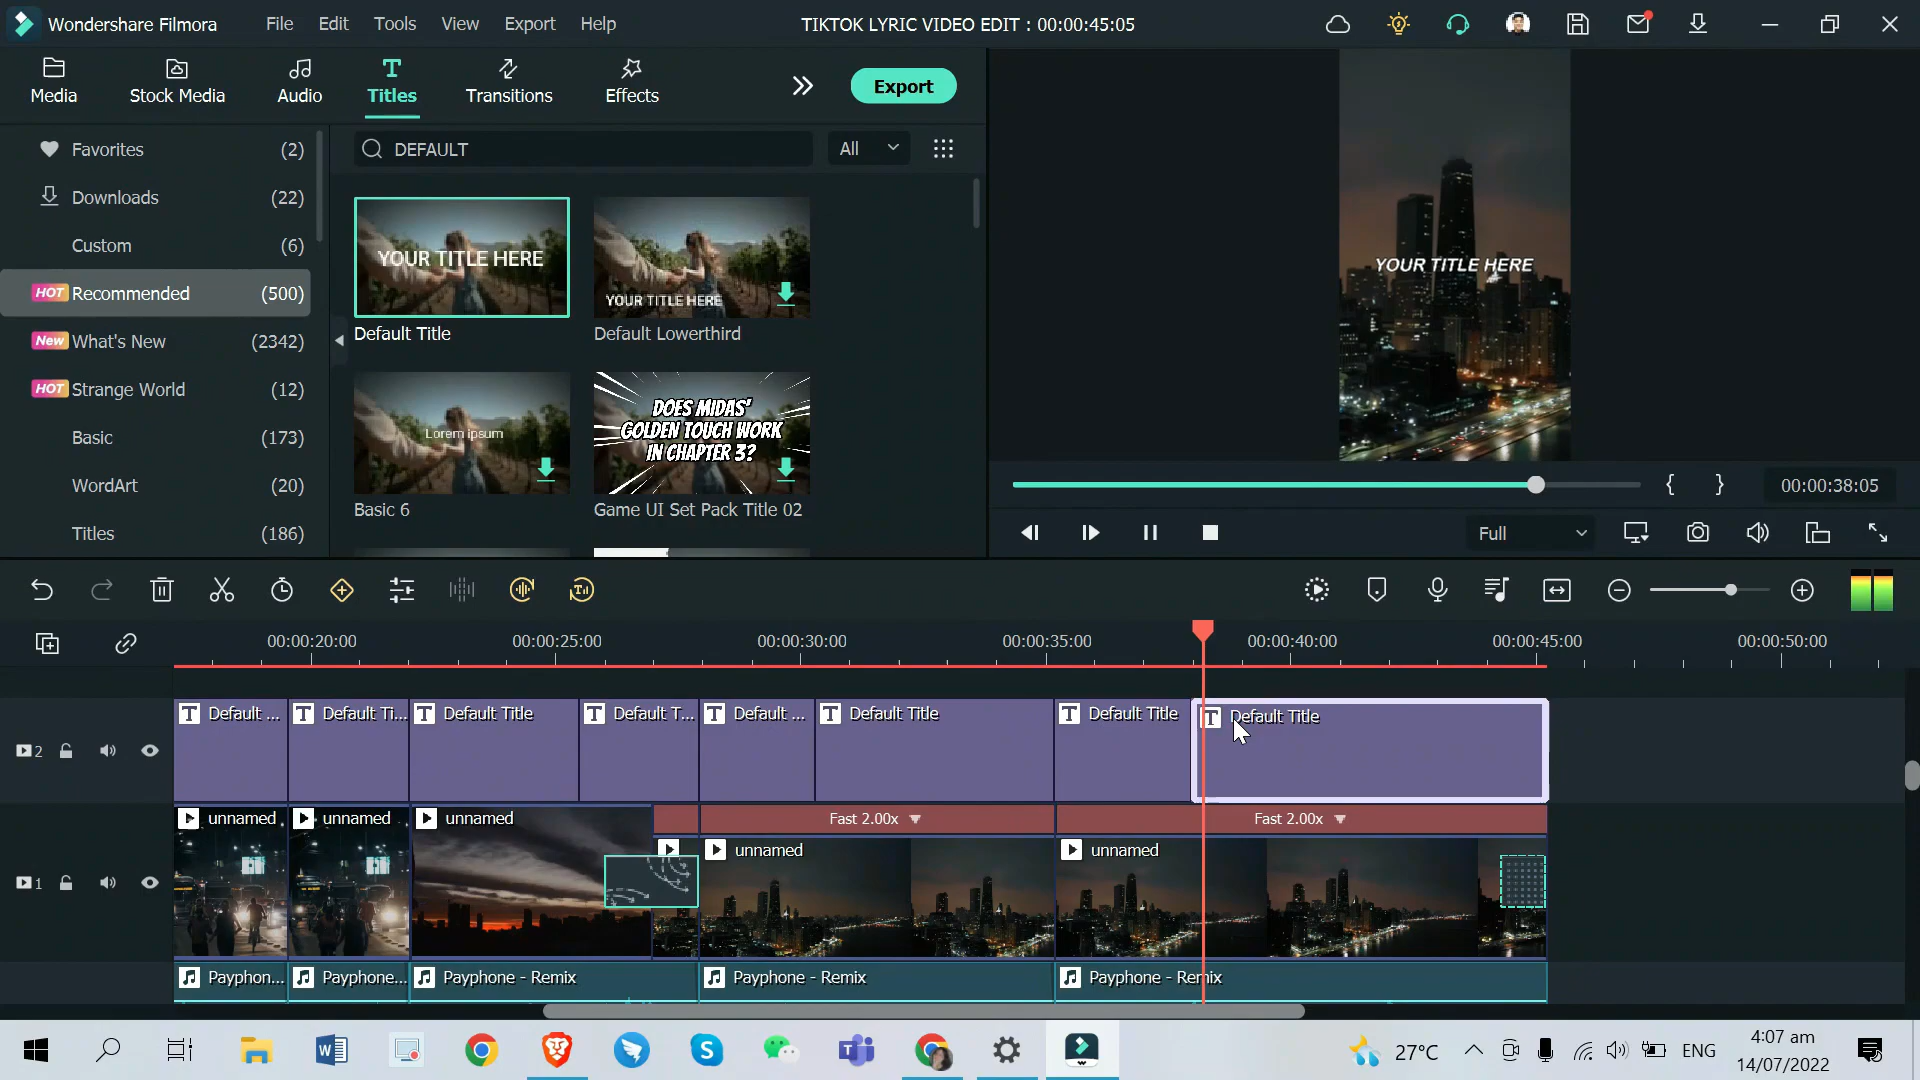 Wondershare Filmora File Edit Tools View Export Help TIKTOK LYRIC VIDEO EDIT : 00:00:45:05
Media Stock Media Audio Titles Transitions Effects Export
Favorites (2)
Downloads (22)
Custom (6)
HOT Recommended (500)
New What's New (2342)
HOT Strange World (12)
Basic (173)
WordArt (20)
Titles (186)
DEFAULT All
YOUR TITLE HERE
Default Title
YOUR TITLE HERE
Default Lowerthird
Lorem ipsum
Basic 6
DOES MIDAS'
GOLDEN TOUCH WORK
IN CHAPTER 3?
Game UI Set Pack Title 02
YOUR TITLE HERE
{ } 00:00:38:05
Full
00:00:20:00 00:00:25:00 00:00:30:00 00:00:35:00 00:00:40:00 00:00:45:00 00:00:50:00
2
T Default ... T Default Ti... T Default Title T Default T... T Default ... T Default Title T Default Title T Default Title
Fast 2.00x Fast 2.00x
1
unnamed unnamed unnamed unnamed unnamed
Payphon... Payphone... Payphone - Remix Payphone - Remix Payphone - Remix
27°C ENG
4:07 am
14/07/2022